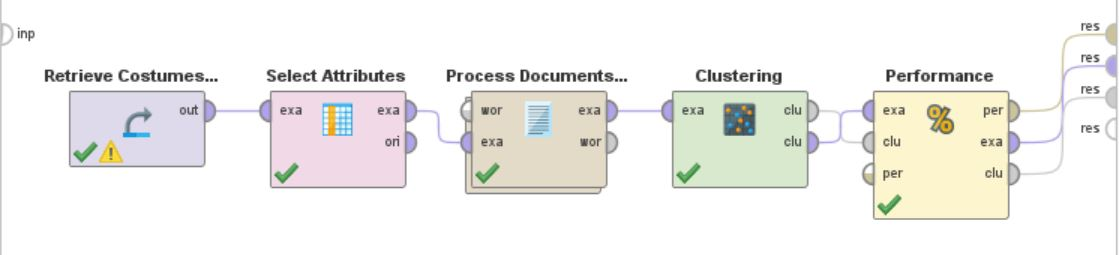 inp
Retrieve Costumes...
out
Select Attributes
exa
exa
ori
Process Documents...
wor
exa
exa
wor
Clustering
exa
clu
clu
Performance
exa
per
clu
exa
per
clu
res
res
res
res